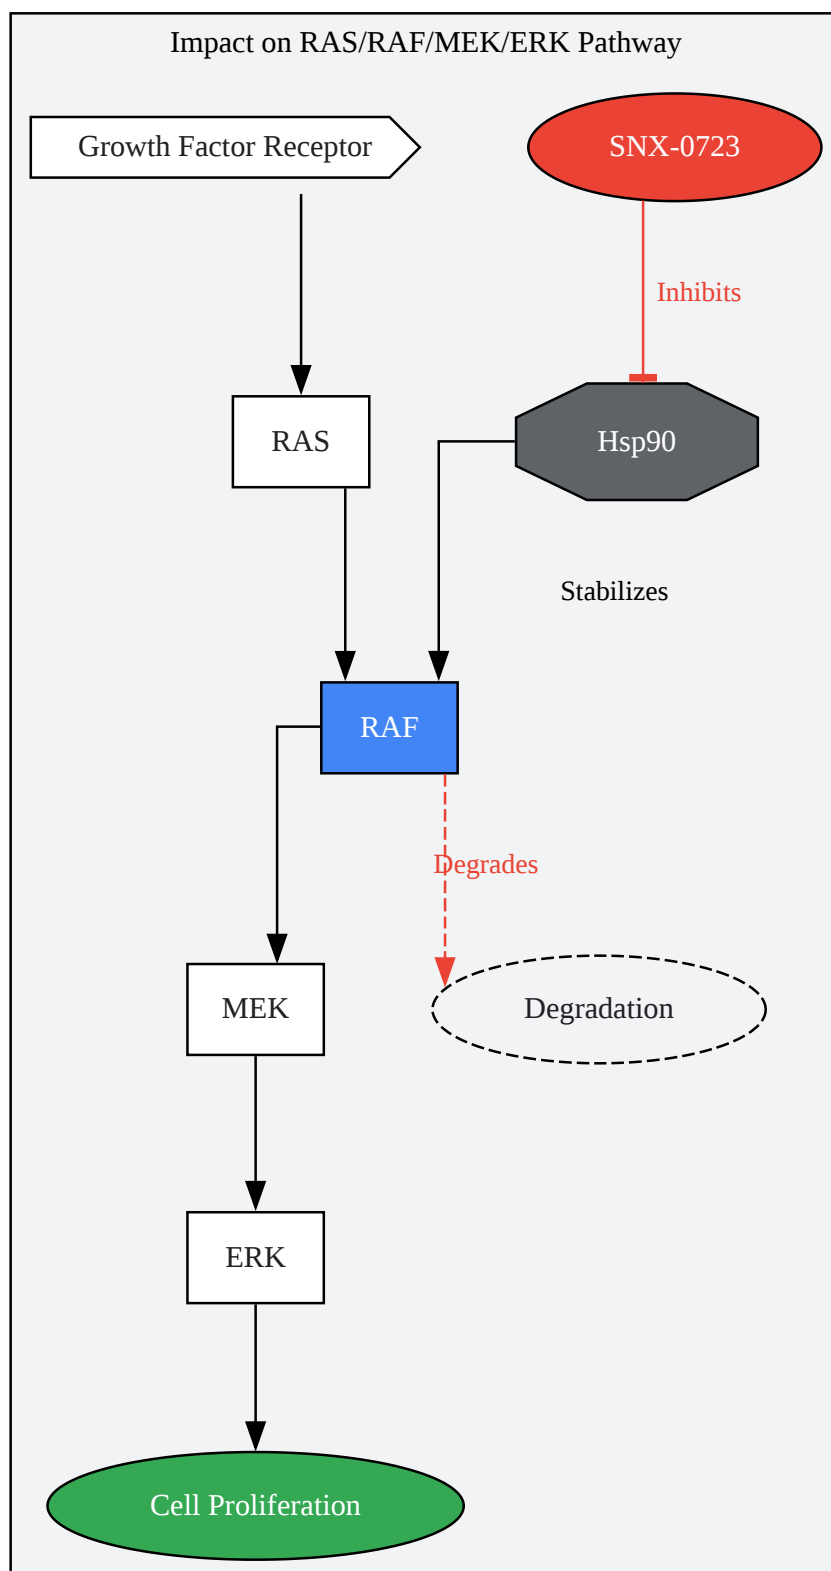 Impact on RAS/RAF/MEK/ERK Pathway
Growth Factor Receptor
SNX-0723
Inhibits
RAS
Hsp90
Stabilizes
RAF
Degrades
MEK
Degradation
ERK
Cell Proliferation